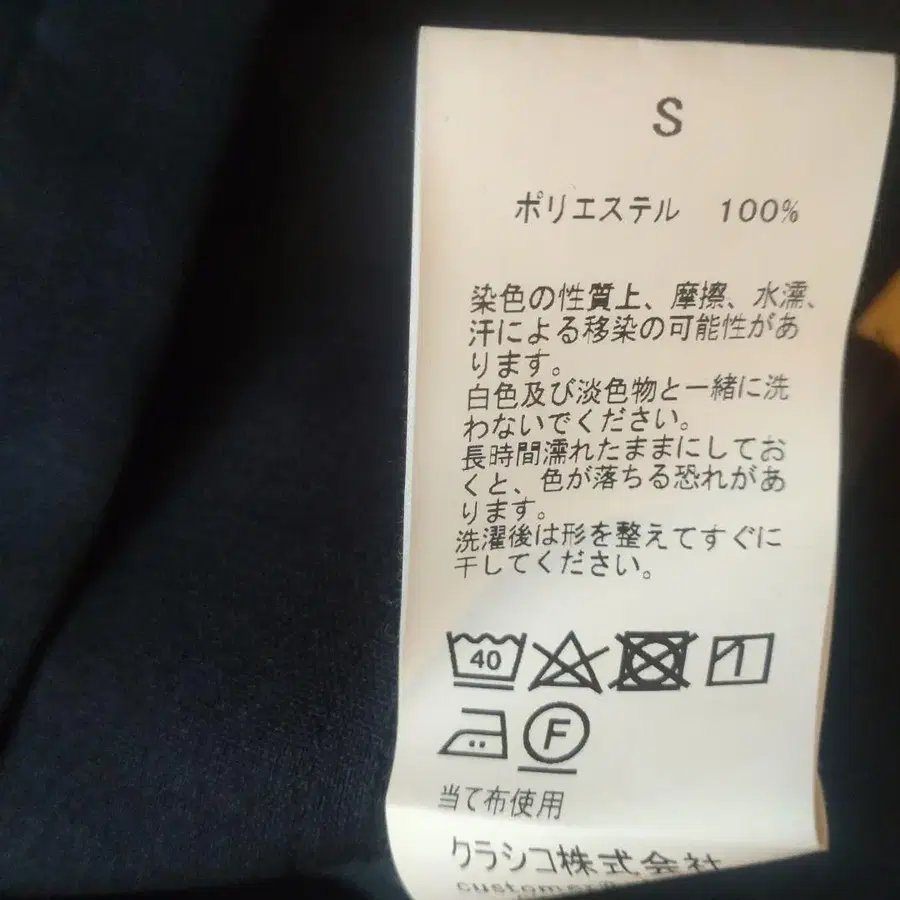 S
ポリエステル 100%
染色の性質上、摩擦、水濡、
汗による移染の可能性があ
ります。
白色及び淡色物と一緒に洗
わないでください。
長時間濡れたままにしてお
くと、色が落ちる恐れがあ
ります。
洗濯後は形を整えてすぐに
干してください。
40
F
当て布使用
クラシコ株式会社